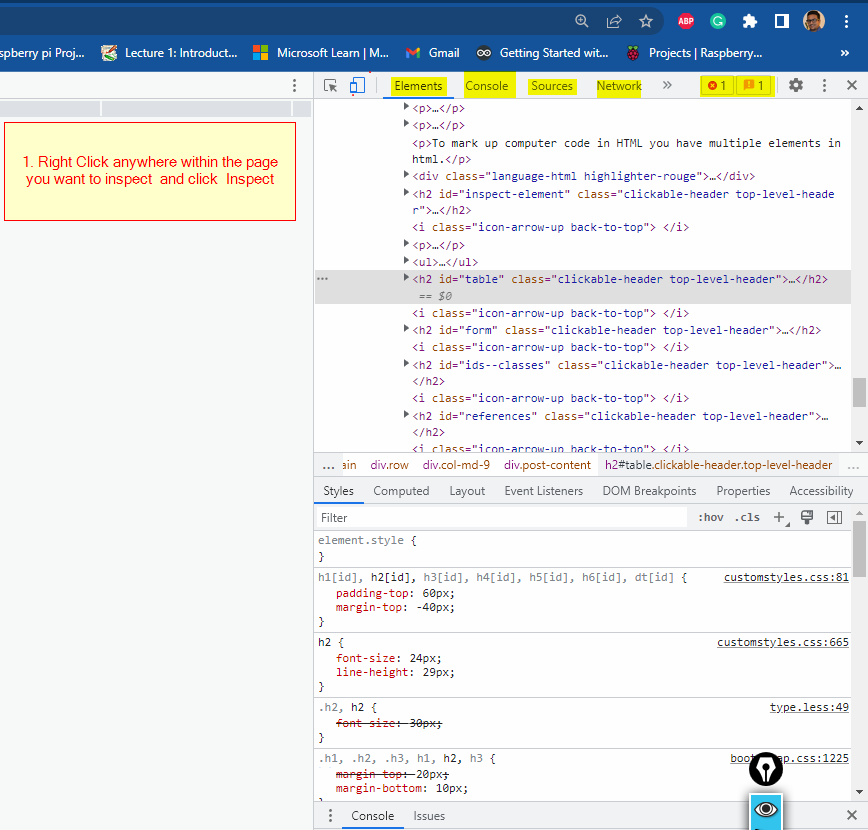 ABP
spberry pi Proj... Lecture 1: Introduct... Microsoft Learn | M... Gmail Getting Started wit... Projects | Raspberry... »
Elements Console Sources Network » 1 1
1. Right Click anywhere within the page
you want to inspect and click Inspect
<p>…</p>
<p>…</p>
<p>To mark up computer code in HTML you have multiple elements in
html.</p>
<div class="language-html highlighter-rouge">…</div>
<h2 id="inspect-element" class="clickable-header top-level-heade
r">…</h2>
<i class="icon-arrow-up back-to-top"> </i>
<p>…</p>
<ul>…</ul>
<h2 id="table" class="clickable-header top-level-header">…</h2>
== $0
<i class="icon-arrow-up back-to-top"> </i>
<h2 id="form" class="clickable-header top-level-header">…</h2>
<i class="icon-arrow-up back-to-top"> </i>
<h2 id="ids--classes" class="clickable-header top-level-header">…
</h2>
<i class="icon-arrow-up back-to-top"> </i>
<h2 id="references" class="clickable-header top-level-header">…
</h2>
<i class="icon-arrow-up back-to-top"> </i>
... ain div.row div.col-md-9 div.post-content h2#table.clickable-header.top-level-header ...
Styles Computed Layout Event Listeners DOM Breakpoints Properties Accessibility
Filter :hov .cls +
element.style {
}
h1[id], h2[id], h3[id], h4[id], h5[id], h6[id], dt[id] { customstyles.css:81
padding-top: 60px;
margin-top: -40px;
}
h2 { customstyles.css:665
font-size: 24px;
line-height: 29px;
}
.h2, h2 { type.less:49
font-size: 30px;
}
.h1, .h2, .h3, h1, h2, h3 { boot ap.css:1225
margin-top: 20px;
margin-bottom: 10px;
}
Console Issues